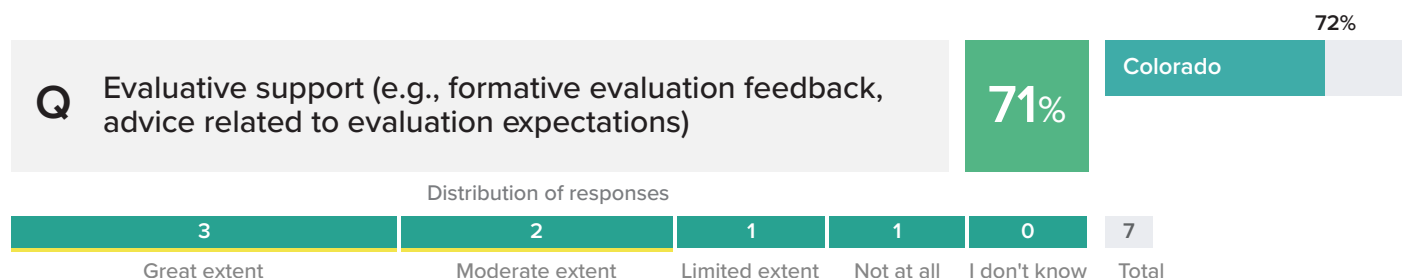 72%
Q
Evaluative support (e.g., formative evaluation feedback,
advice related to evaluation expectations)
71%
Colorado
Distribution of responses
3 2 1 1 0 7
Great extent Moderate extent Limited extent Not at all I don't know Total